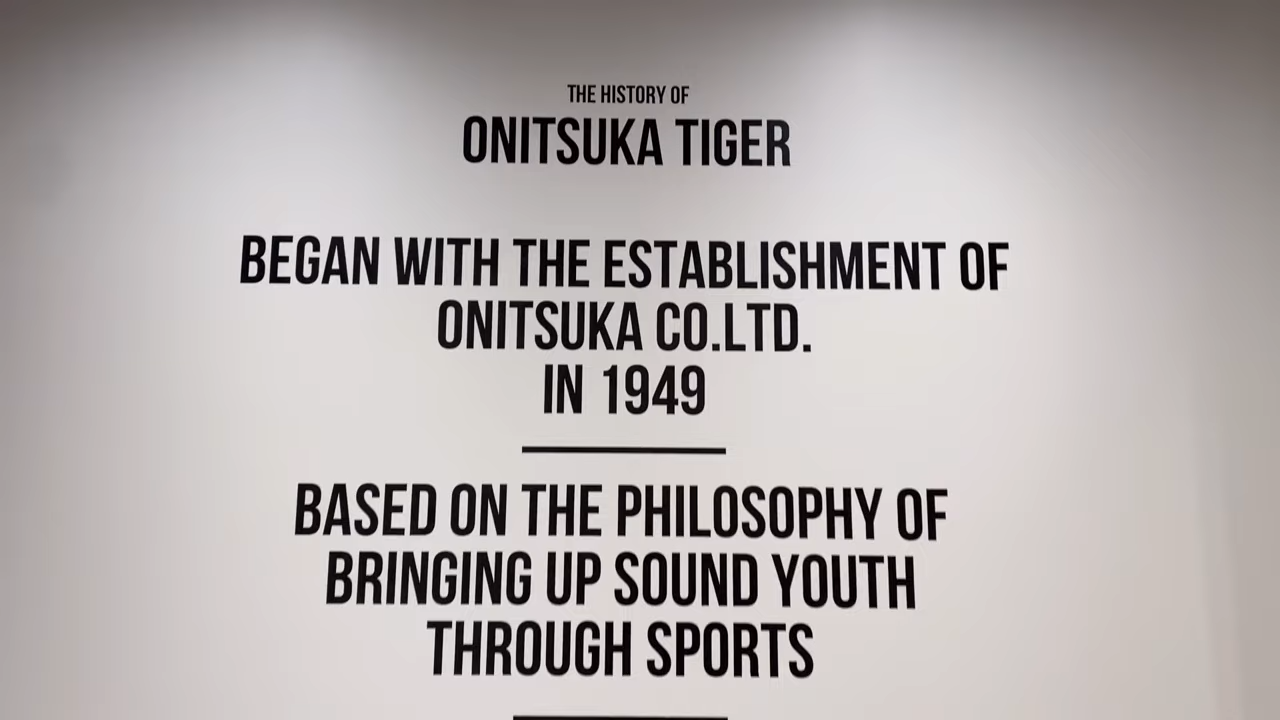 THE HISTORY OF
ONITSUKA TIGER
BEGAN WITH THE ESTABLISHMENT OF
ONITSUKA CO.LTD.
IN 1949
BASED ON THE PHILOSOPHY OF
BRINGING UP SOUND YOUTH
THROUGH SPORTS